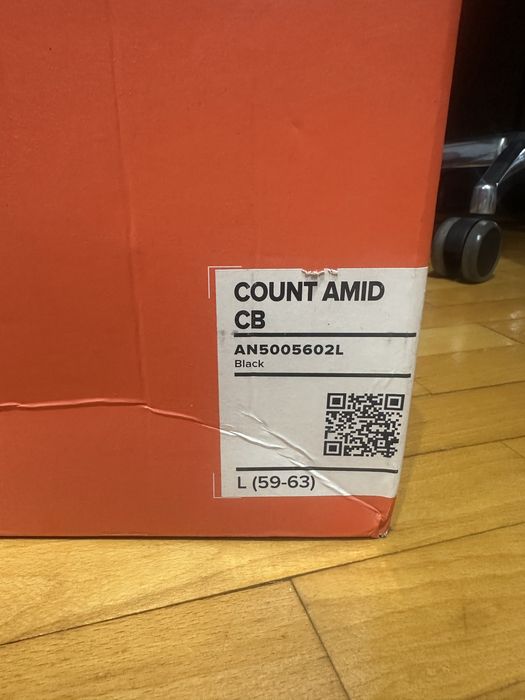 COUNT AMID
CB
AN5005602L
Black
L (59-63)